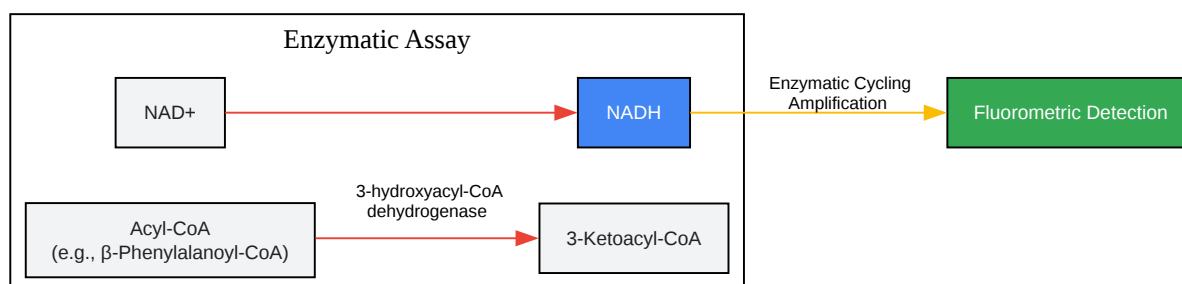 Enzymatic Assay
NAD+
NADH
Enzymatic Cycling
Amplification
Fluorometric Detection
3-hydroxyacyl-CoA
dehydrogenase
Acyl-CoA
(e.g., β-Phenylalanoyl-CoA)
3-Ketoacyl-CoA